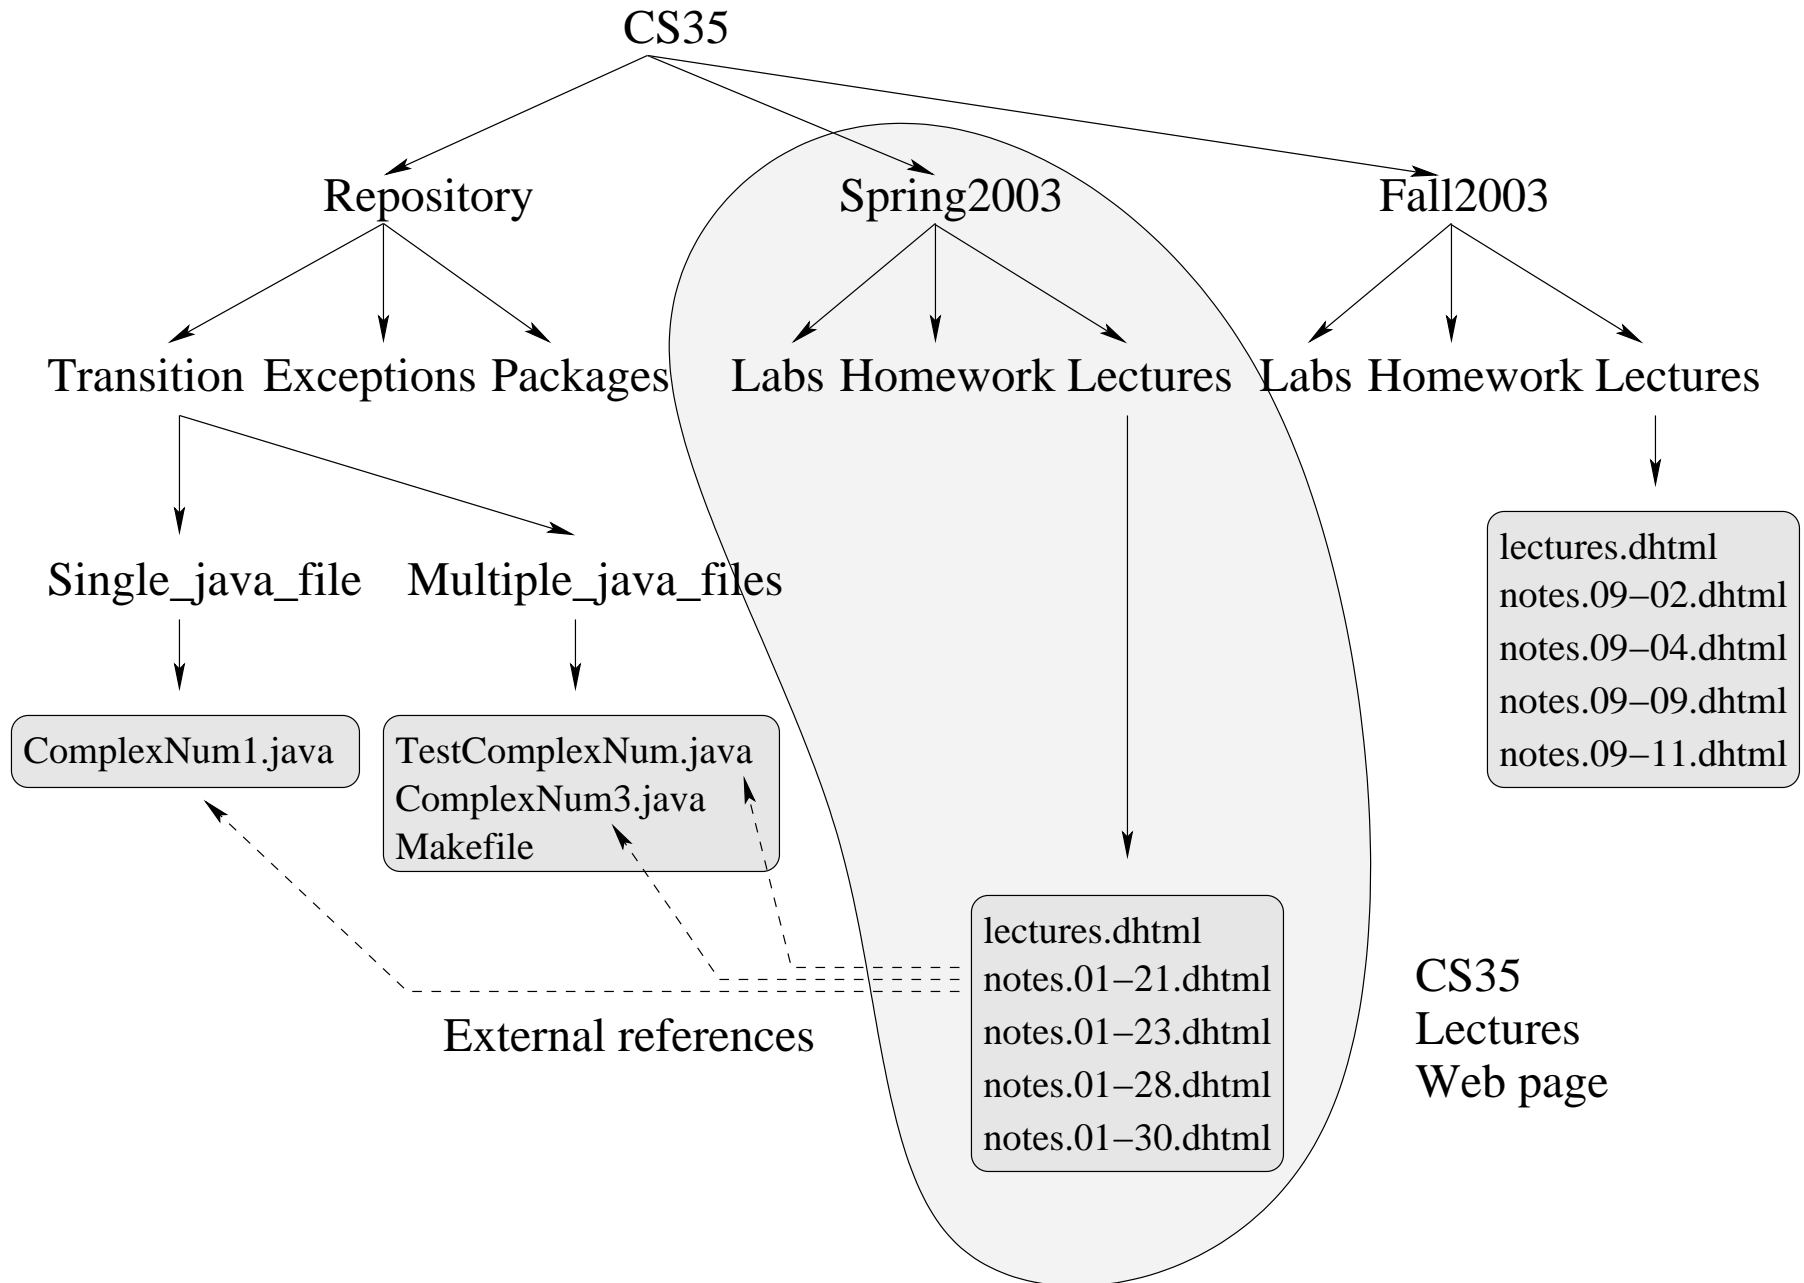 CS35
Repository
Spring2003
Fall2003
Transition
Exceptions
Packages
Labs
Homework
Lectures
Labs
Homework
Lectures
Single_java_file
Multiple_java_files
lectures.dhtml
notes.09−02.dhtml
notes.09−04.dhtml
notes.09−09.dhtml
notes.09−11.dhtml
ComplexNum1.java
TestComplexNum.java
ComplexNum3.java
Makefile
lectures.dhtml
notes.01−21.dhtml
notes.01−23.dhtml
notes.01−28.dhtml
notes.01−30.dhtml
External references
CS35
Lectures
Web page